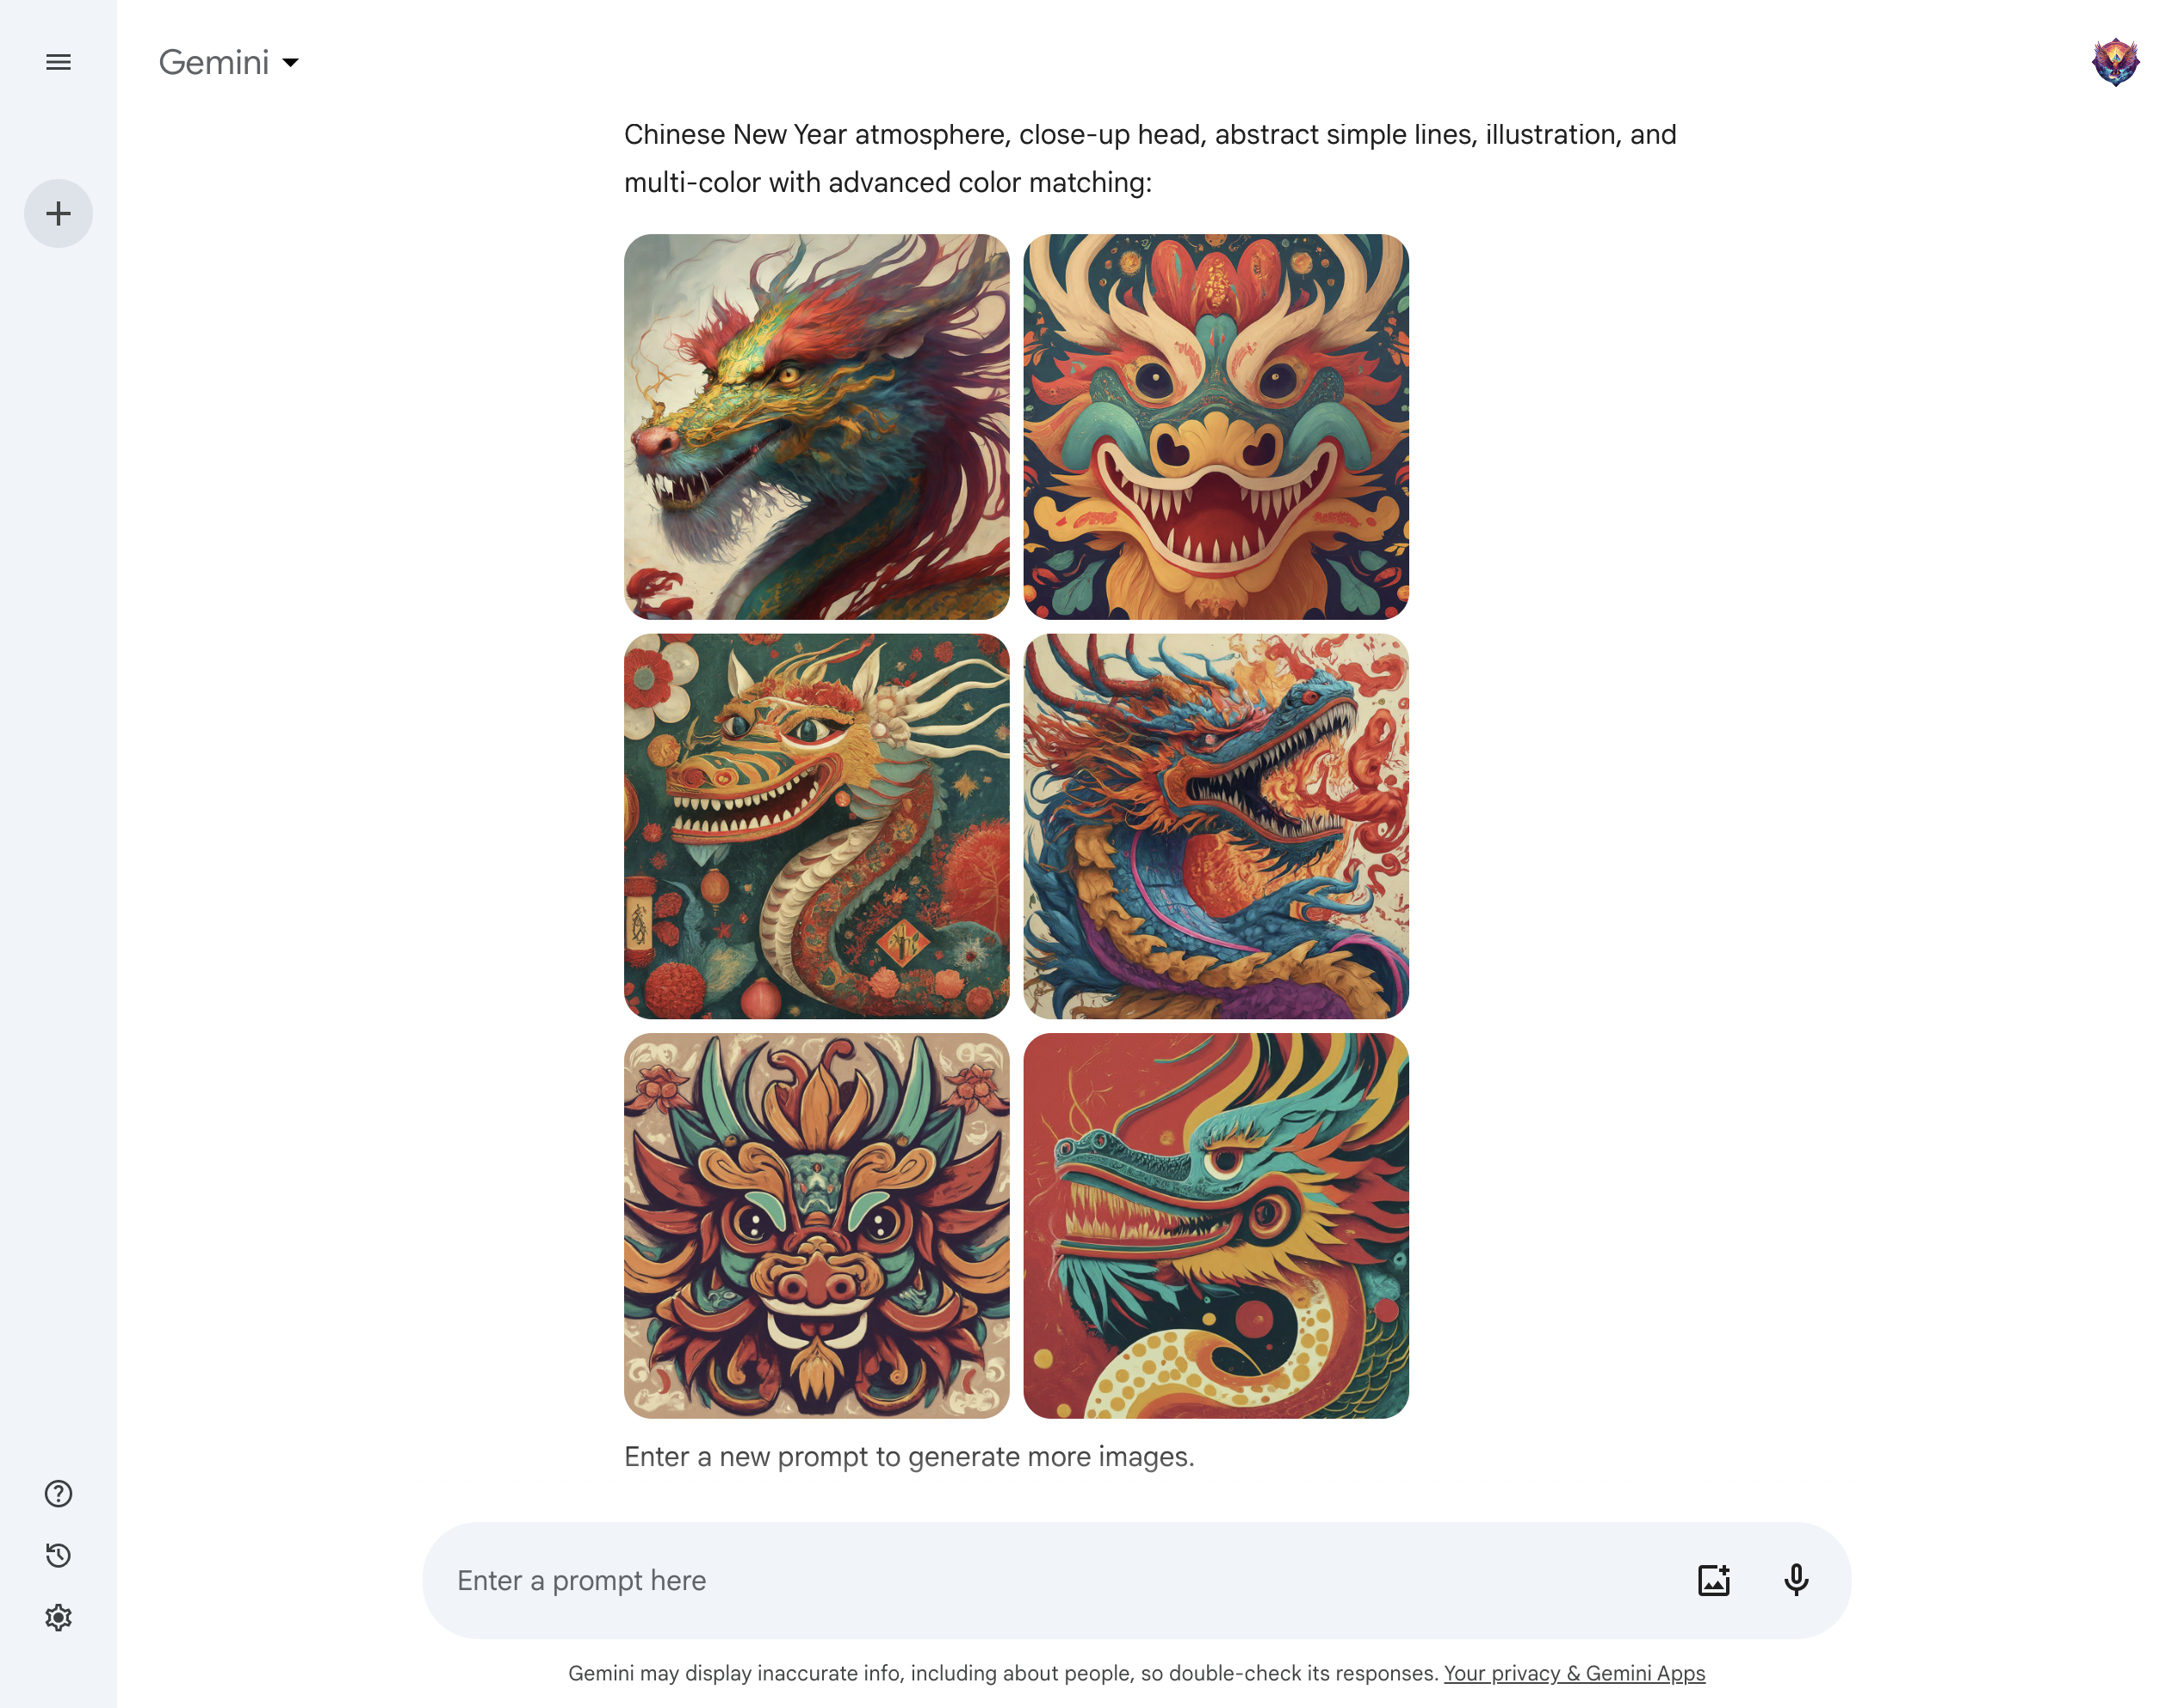 Gemini
Chinese New Year atmosphere, close-up head, abstract simple lines, illustration, and
multi-color with advanced color matching:
Enter a new prompt to generate more images.
Enter a prompt here
Gemini may display inaccurate info, including about people, so double-check its responses. Your privacy & Gemini Apps